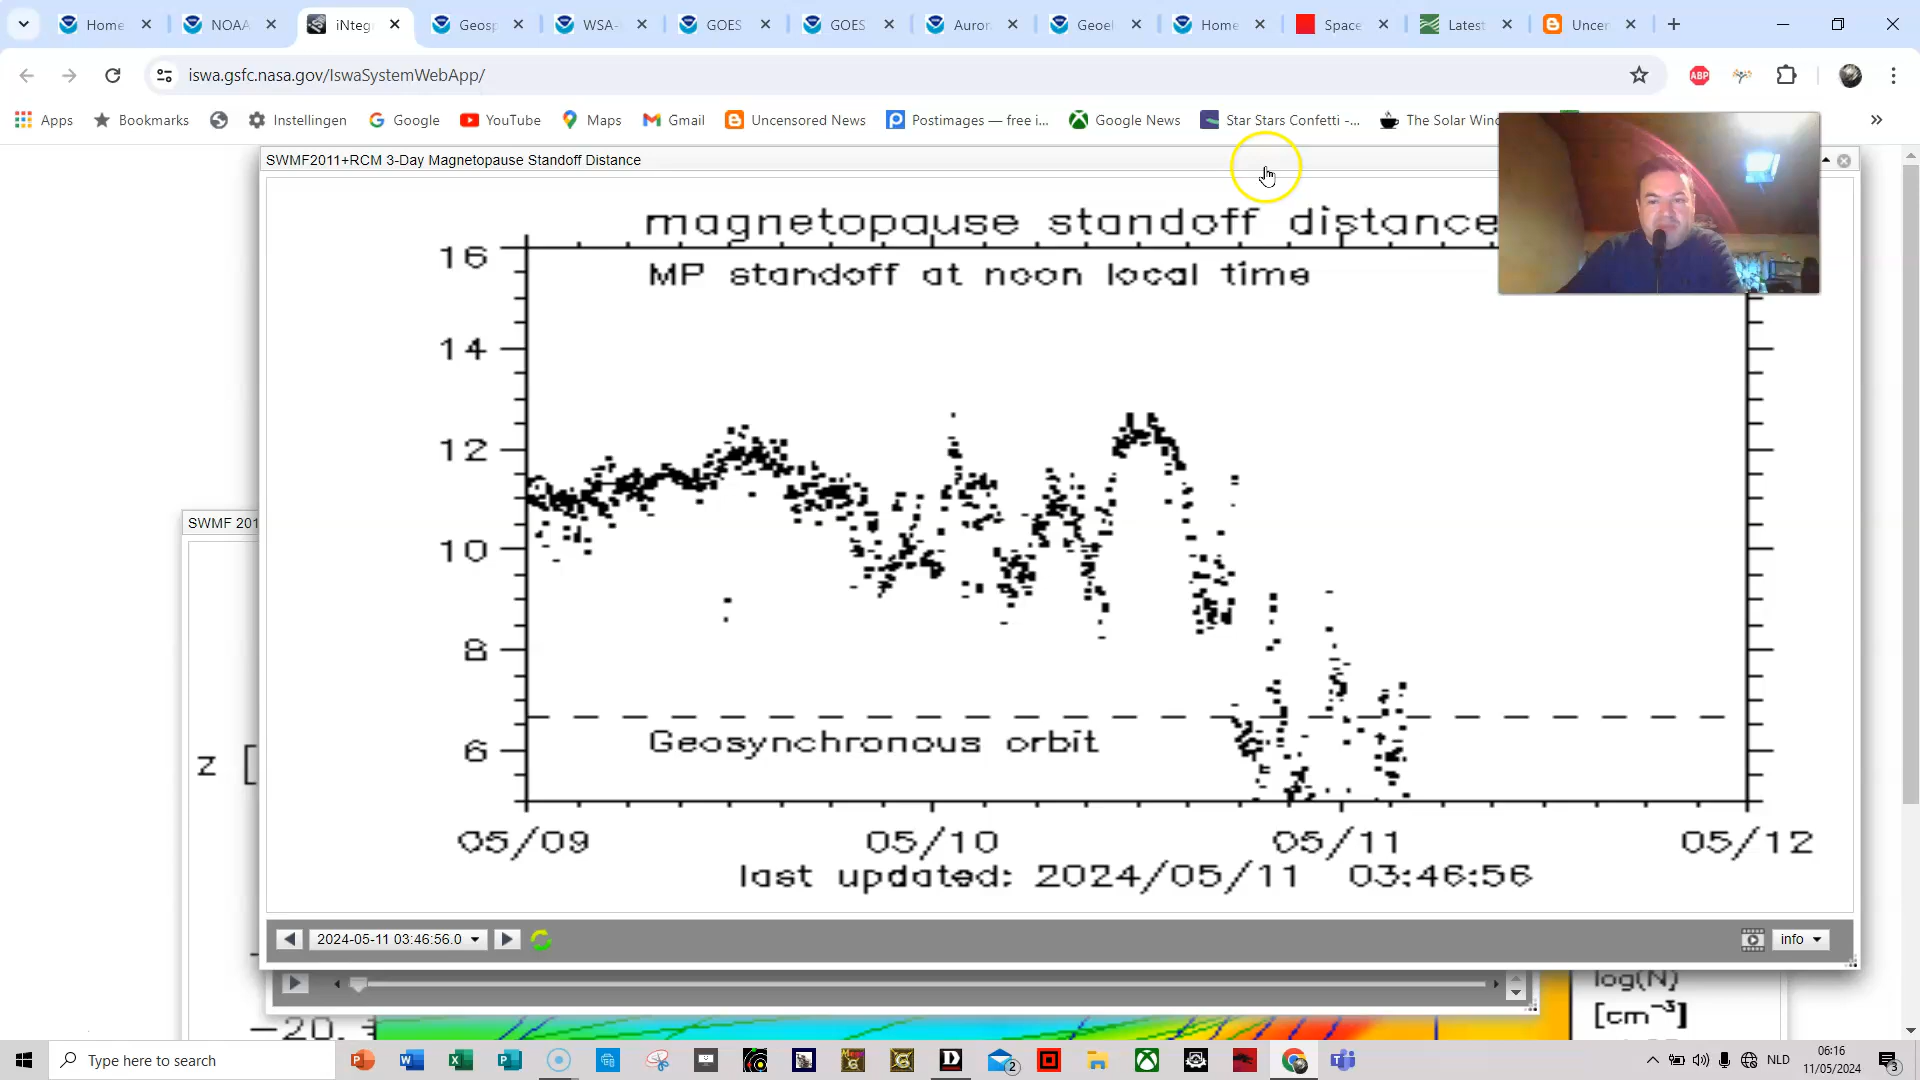 Home
NOAA
iNteg
Geosp
WSA-
GOES
GOES
Auror
Geoel
Home
Space
Latest
Uncen
iswa.gsfc.nasa.gov/IswaSystemWebApp/
ABP
Apps
Bookmarks
Instellingen
Google
YouTube
Maps
Gmail
Uncensored News
Postimages — free i...
Google News
Star Stars Confetti -...
The Solar Wind
SWMF2011+RCM 3-Day Magnetopause Standoff Distance
magnetopause standoff distance
MP standoff at noon local time
16
14
12
10
8
6
Geosynchronous orbit
05/09 05/10 05/11 05/12
last updated: 2024/05/11 03:46:56
SWMF 201
z [
2024-05-11 03:46:56.0
info
log(N)
[cm⁻³]
−20.
Type here to search
2
NLD
06:16
11/05/2024
3